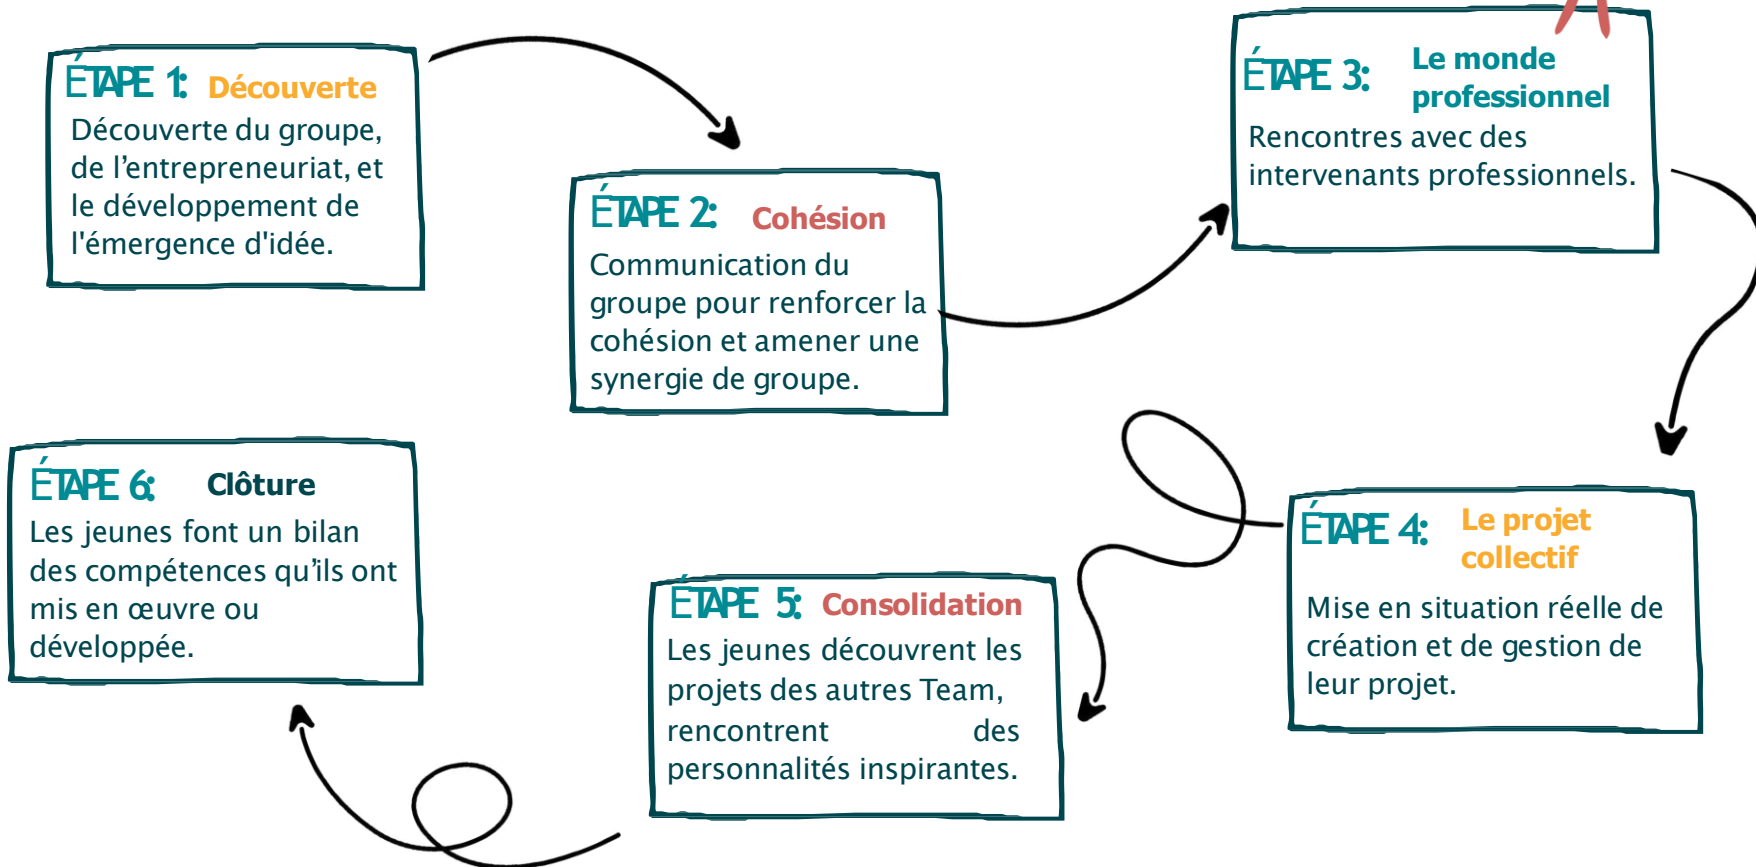 ÉTAPE 1: Découverte
Découverte du groupe,
de l’entrepreneuriat, et
le développement de
l'émergence d'idée.
ÉTAPE 2: Cohésion
Communication du
groupe pour renforcer la
cohésion et amener une
synergie de groupe.
ÉTAPE 3: Le monde
professionnel
Rencontres avec des
intervenants professionnels.
ÉTAPE 4: Le projet
collectif
Mise en situation réelle de
création et de gestion de
leur projet.
ÉTAPE 5: Consolidation
Les jeunes découvrent les
projets des autres Team,
rencontrent des
personnalités inspirantes.
ÉTAPE 6: Clôture
Les jeunes font un bilan
des compétences qu’ils ont
mis en œuvre ou
développée.